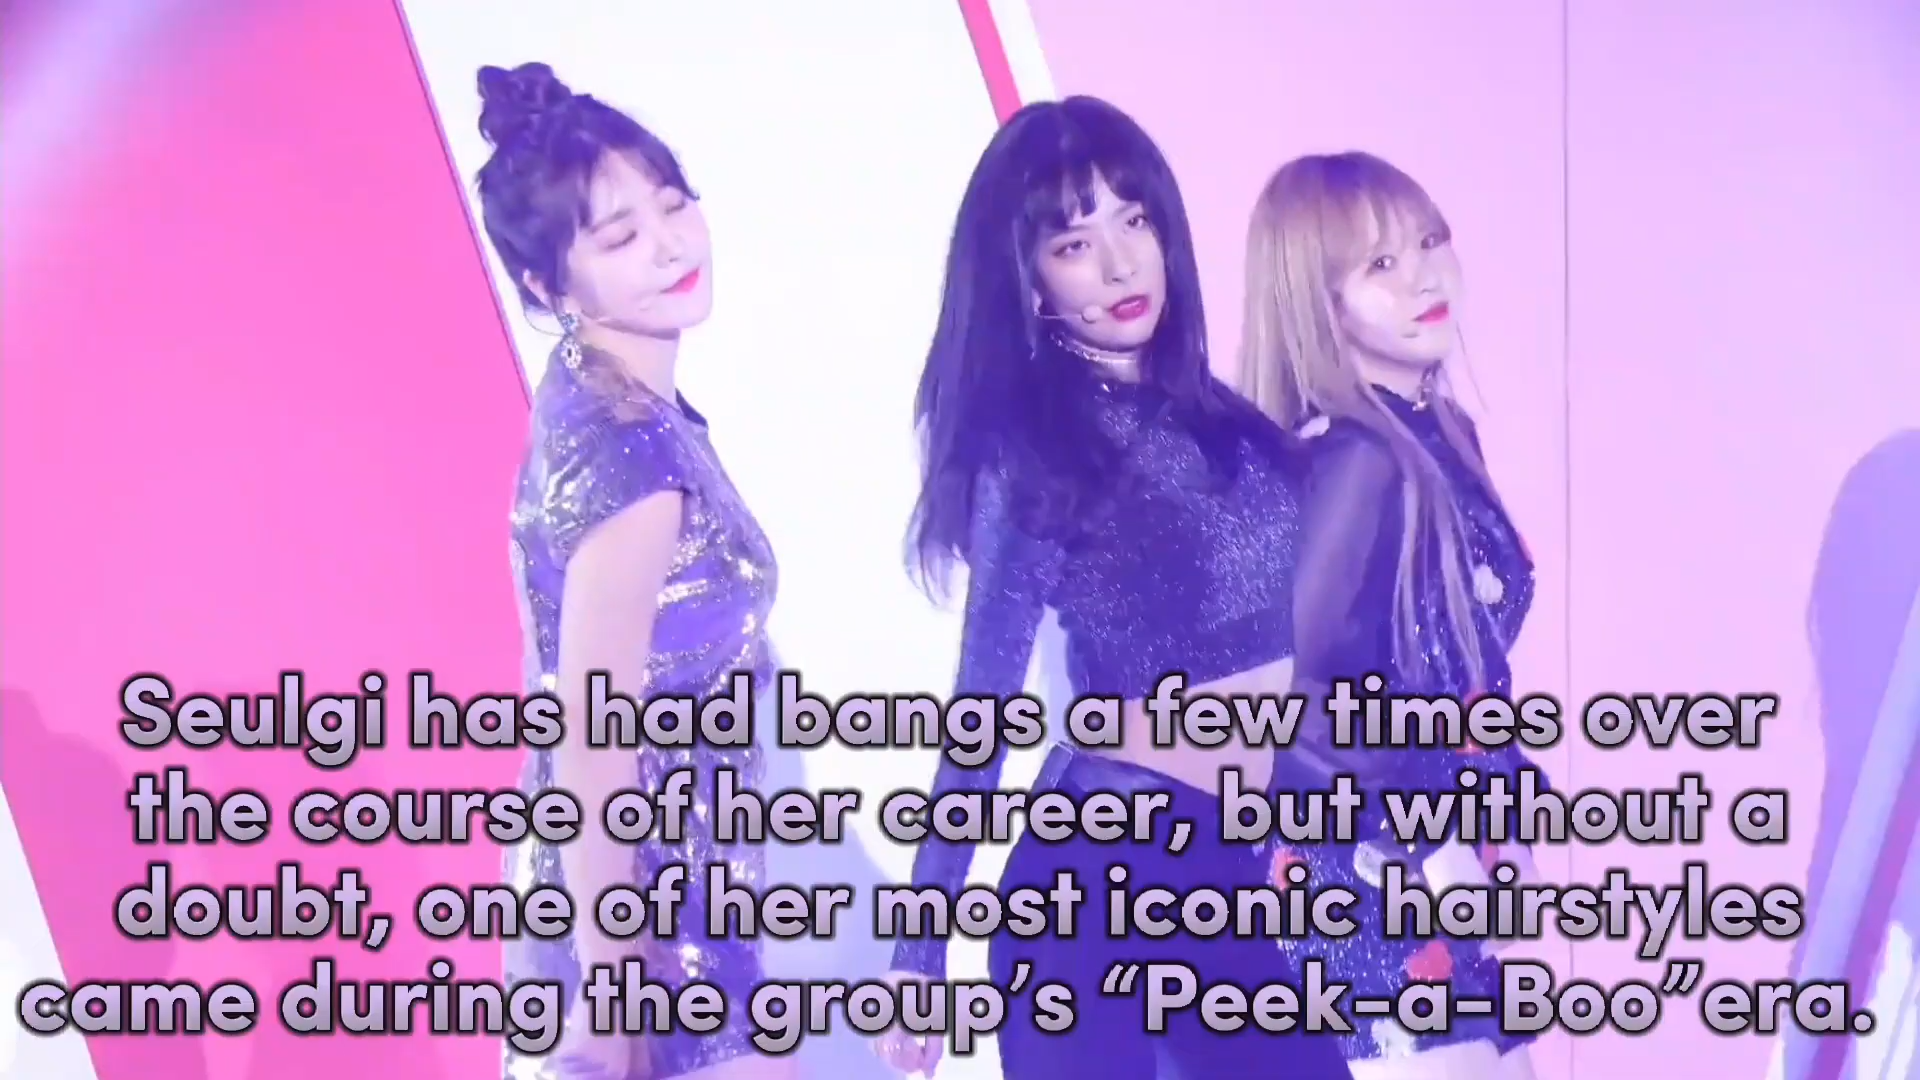 Seulgi has had bangs a few times over
the course of her career, but without a
doubt, one of her most iconic hairstyles
came during the group's “Peek-a-Boo”era.